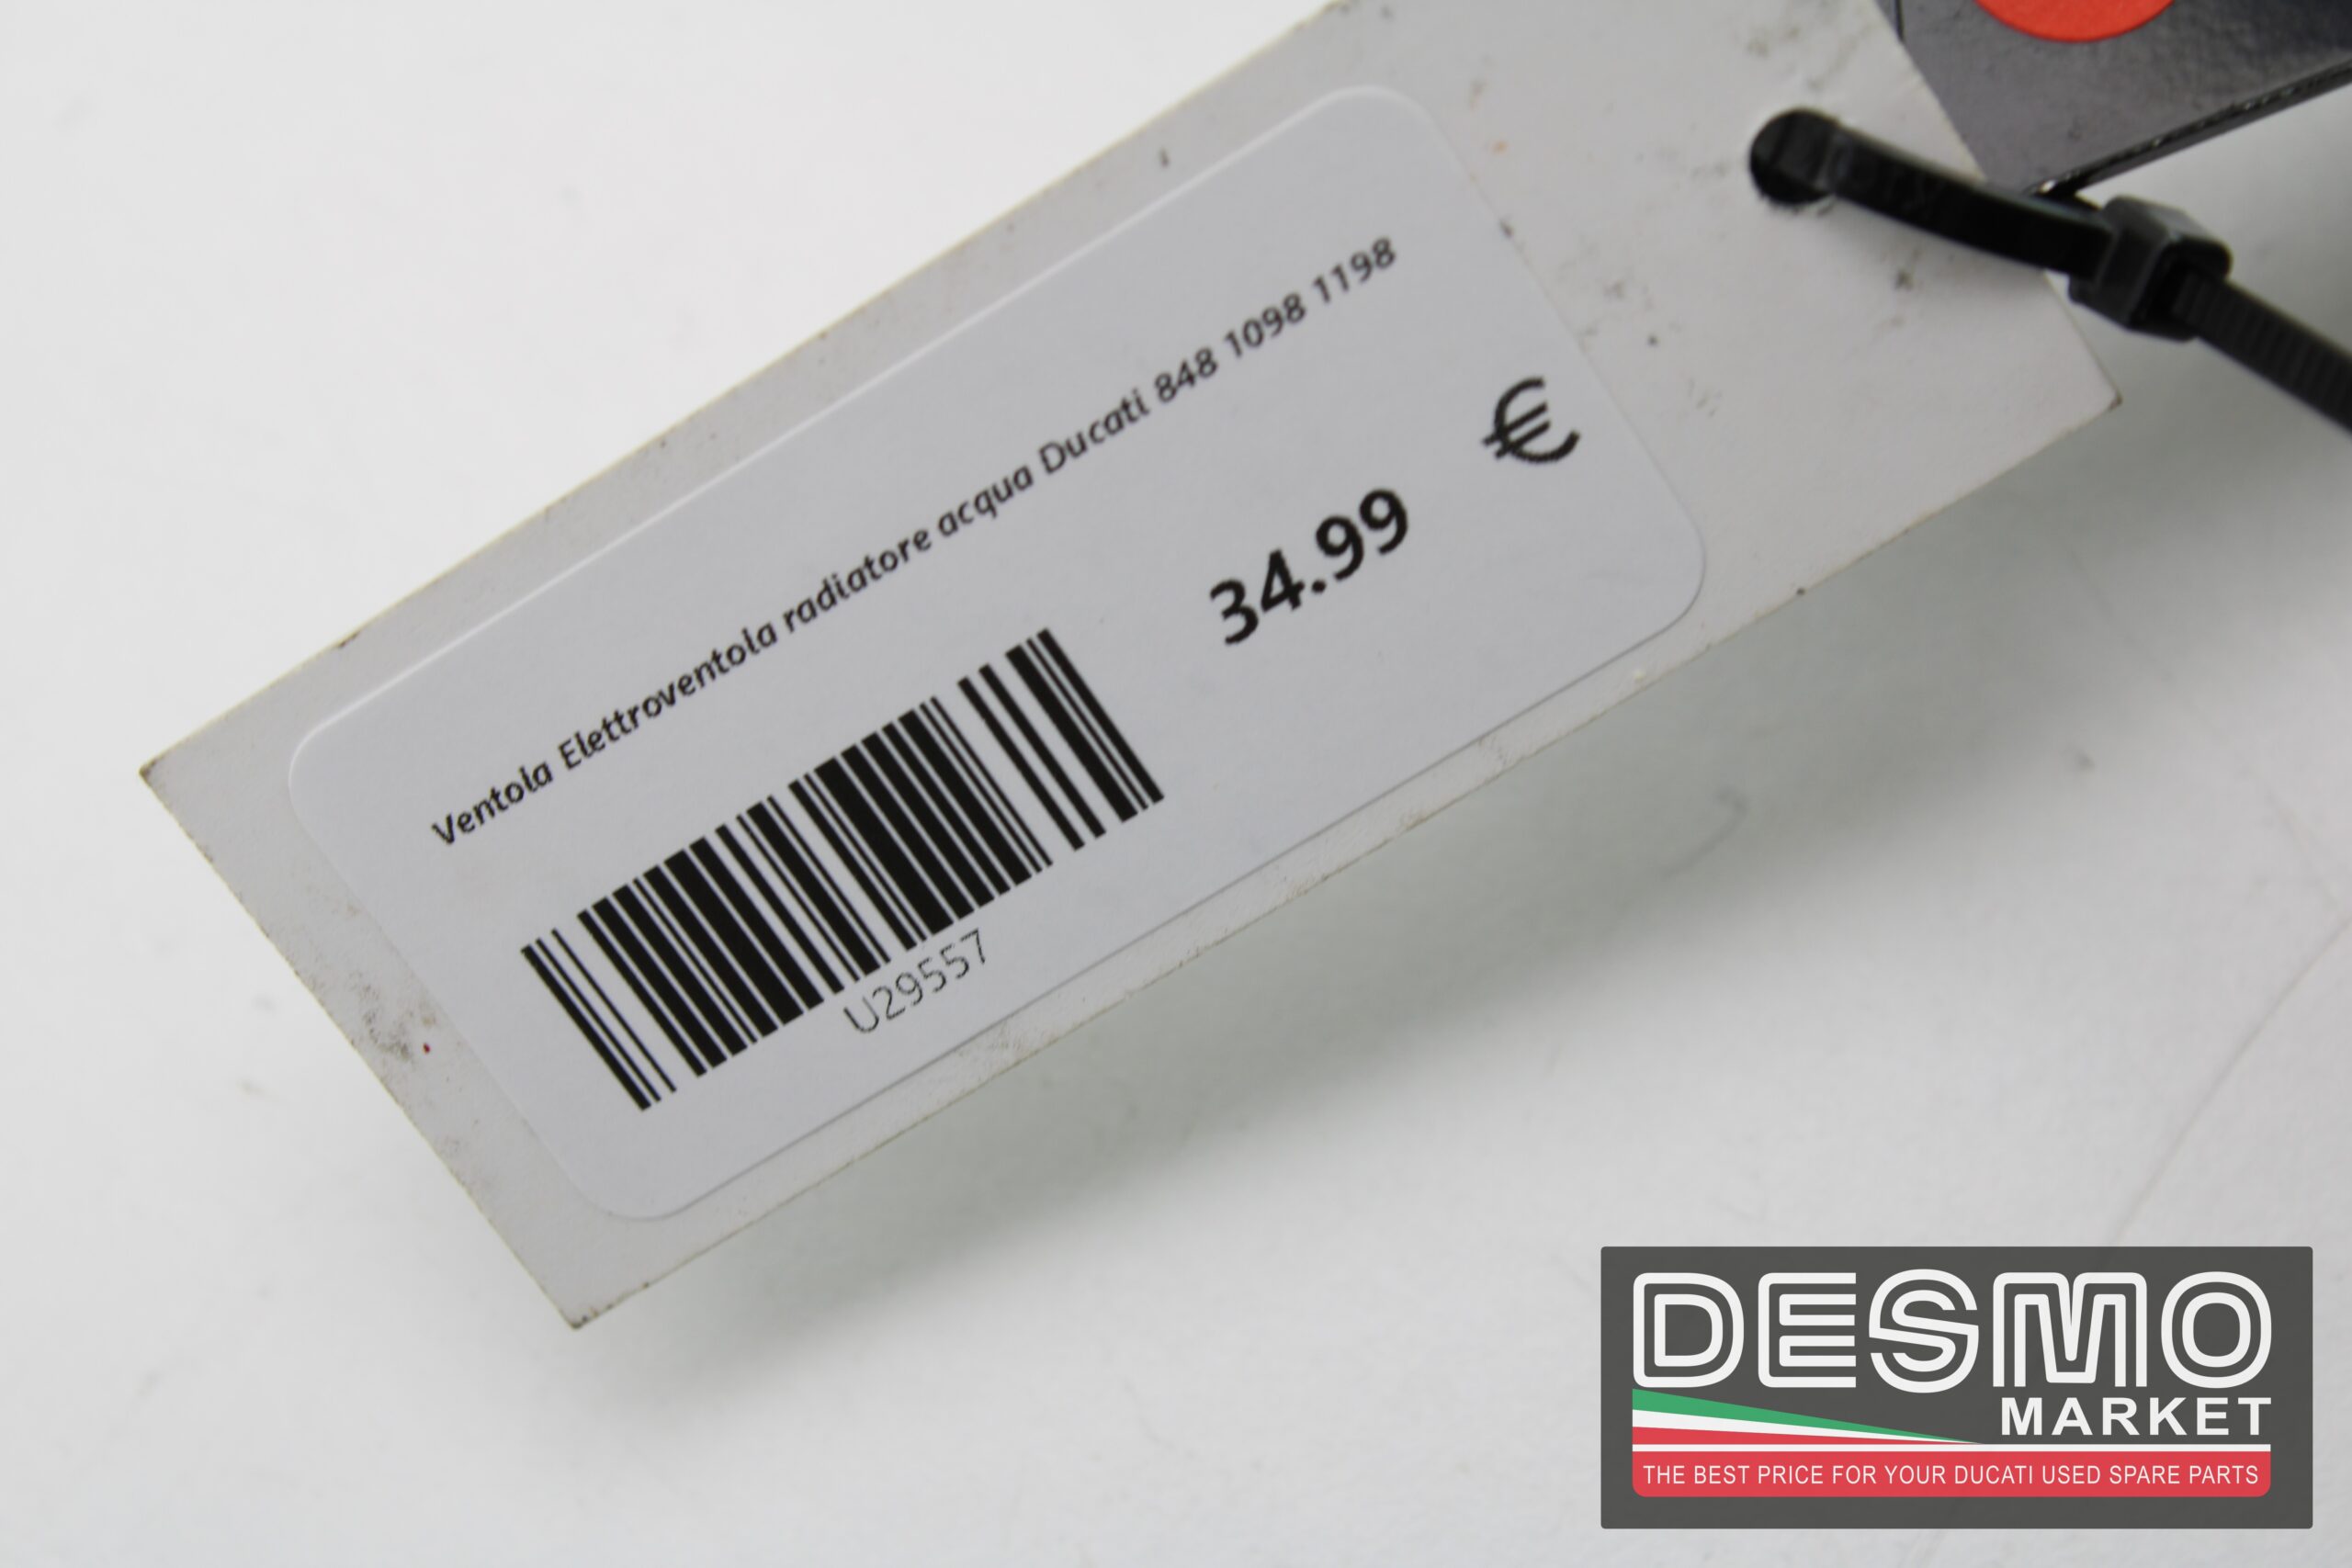 Ventola Elettroventola radiatore acqua Ducati 848 1098 1198
34.99 €
U29557
DESMO
MARKET
THE BEST PRICE FOR YOUR DUCATI USED SPARE PARTS